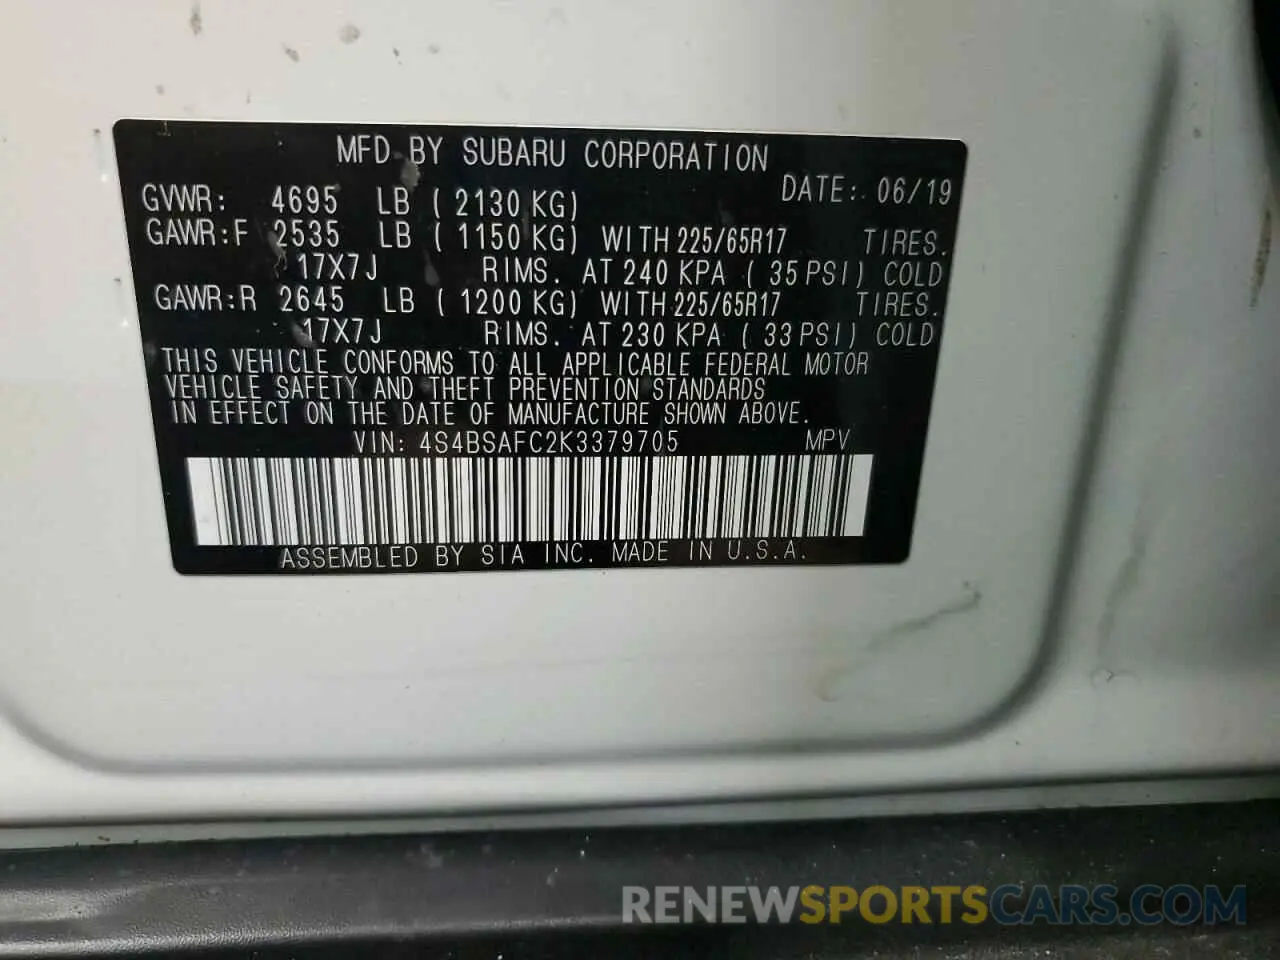 MFD. BY SUBARU CORPORATION
DATE: 06/19
GVWR: 4695 LB ( 2130 KG)
GAWR:F 2535 LB ( 1150 KG) WITH 225/65R17 TIRES.
17X7J RIMS. AT 240 KPA ( 35 PSI) COLD
GAWR:R 2645 LB ( 1200 KG) WITH 225/65R17 TIRES.
17X7J RIMS. AT 230 KPA ( 33 PSI) COLD
THIS VEHICLE CONFORMS TO ALL APPLICABLE FEDERAL MOTOR
VEHICLE SAFETY AND THEFT PREVENTION STANDARDS
IN EFFECT ON THE DATE OF MANUFACTURE SHOWN ABOVE.
VIN: 4S4BSAFC2K3379705 MPV
ASSEMBLED BY SIA INC. MADE IN U.S.A.
RENEWSPORTSCARS.COM